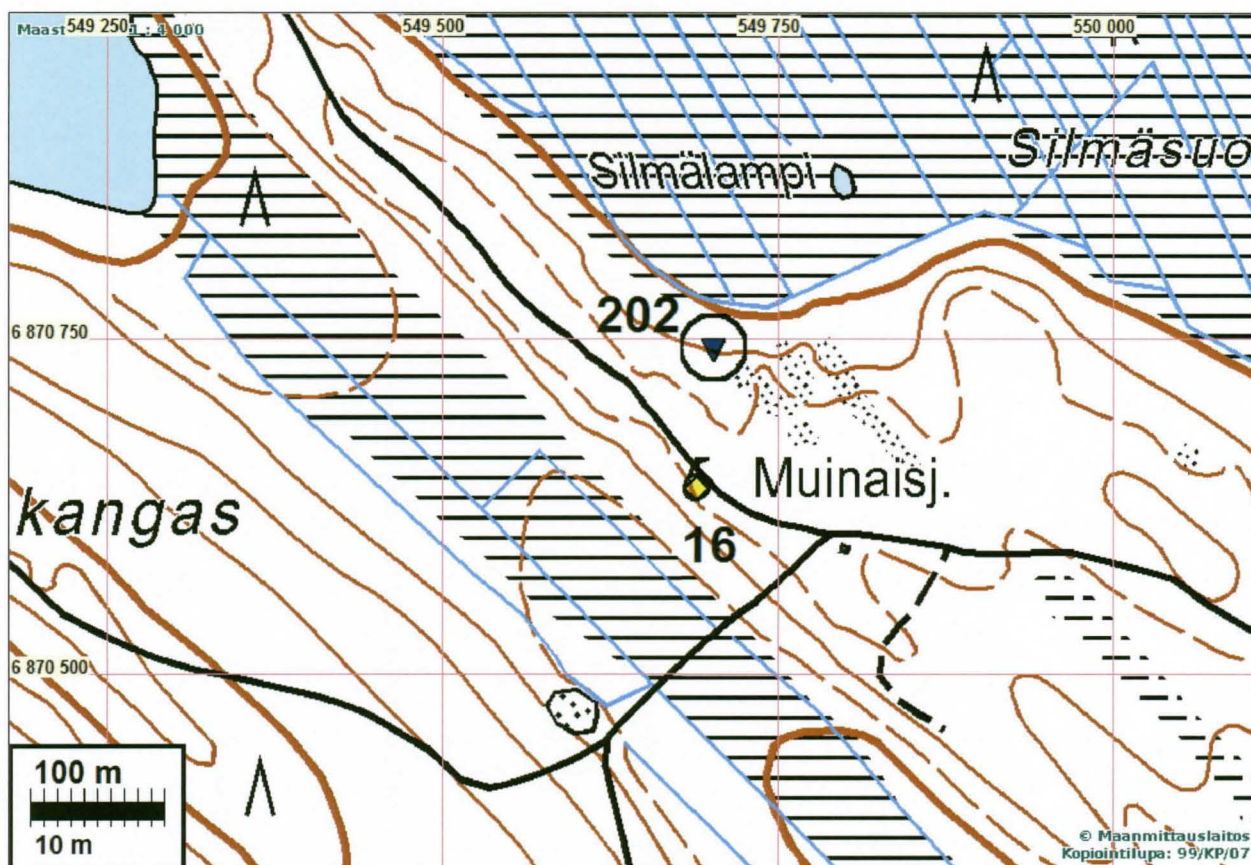 Maast 1 : 4 000
549 250
549 500
549 750
550 000
Silmäsuo
Silmälampi
202
6 870 750
Muinaisj.
kangas
16
6 870 500
100 m
10 m
© Maanmittauslaitos
Kopiointilupa: 99/KP/07